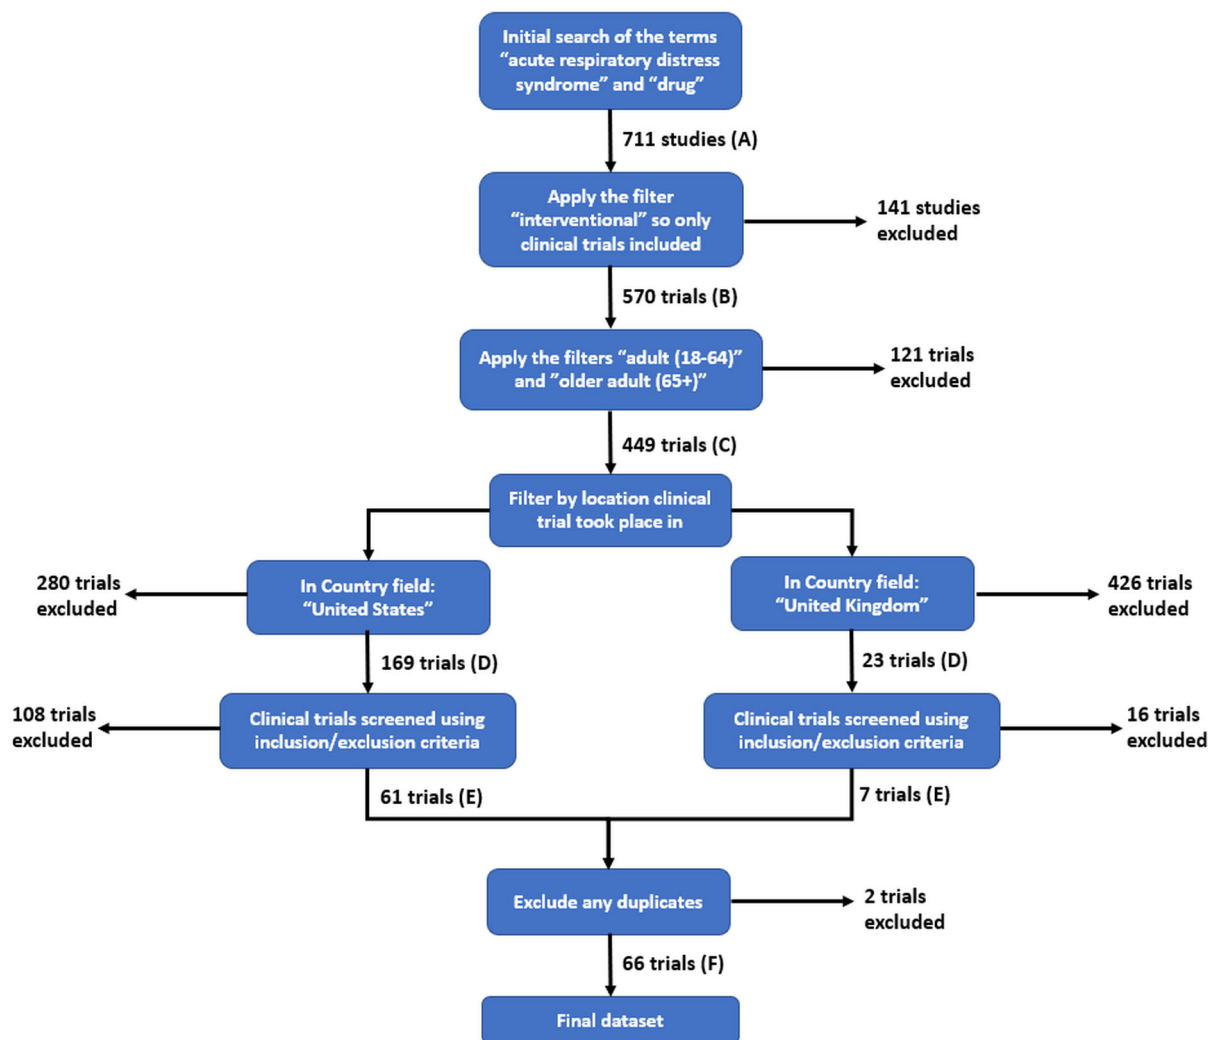 Initial search of the terms
“acute respiratory distress
syndrome” and “drug”
711 studies (A)
Apply the filter
“interventional” so only
clinical trials included
141 studies
excluded
570 trials (B)
Apply the filters “adult (18-64)”
and ”older adult (65+)”
121 trials
excluded
449 trials (C)
Filter by location clinical
trial took place in
280 trials
excluded
In Country field:
“United States”
In Country field:
“United Kingdom”
426 trials
excluded
169 trials (D)
23 trials (D)
108 trials
excluded
Clinical trials screened using
inclusion/exclusion criteria
Clinical trials screened using
inclusion/exclusion criteria
16 trials
excluded
61 trials (E)
7 trials (E)
Exclude any duplicates
2 trials
excluded
66 trials (F)
Final dataset